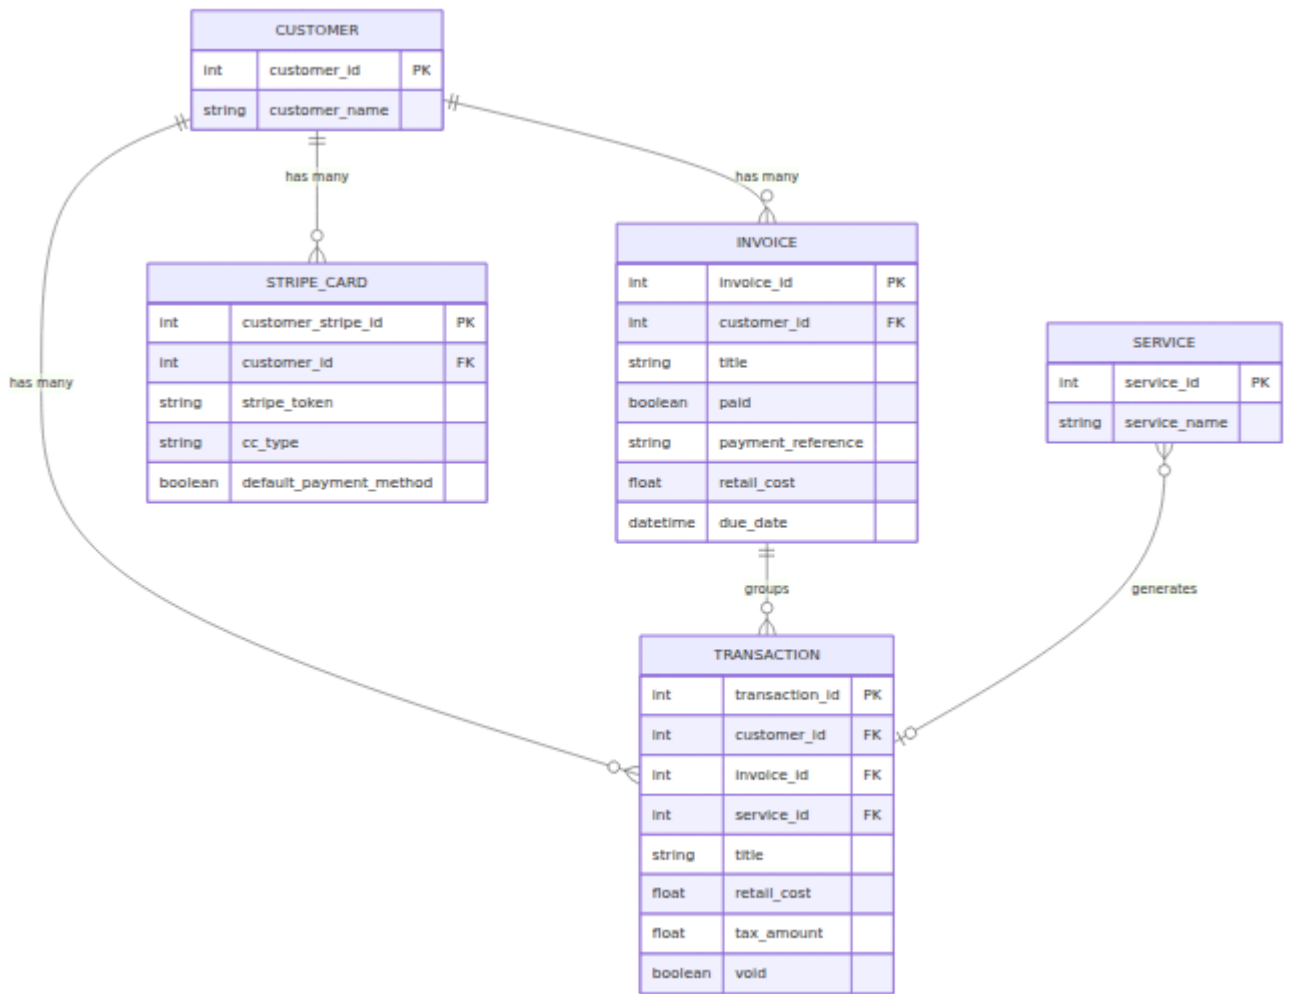 CUSTOMER
int customer_id PK
string customer_name
has many
has many
has many
STRIPE_CARD
int customer_stripe_id PK
int customer_id FK
string stripe_token
string cc_type
boolean default_payment_method
INVOICE
int invoice_id PK
int customer_id FK
string title
boolean paid
string payment_reference
float retail_cost
datetime due_date
SERVICE
int service_id PK
string service_name
groups
generates
TRANSACTION
int transaction_id PK
int customer_id FK
int invoice_id FK
int service_id FK
string title
float retail_cost
float tax_amount
boolean void